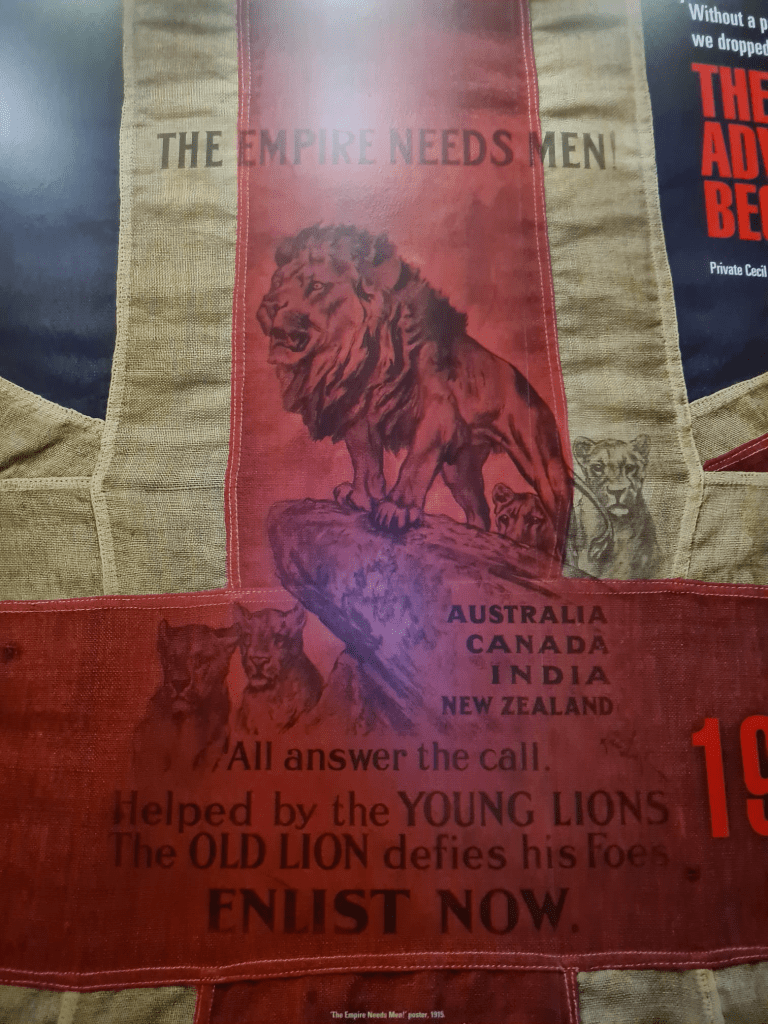 Without a
we dropped
THE
BE
Private Cecil
THE EMPIRE NEEDS MEN!
AUSTRALIA
CANADA
INDIA
NEW ZEALAND
All answer the call.
Helped by the YOUNG LIONS
The OLD LION defies his Foes
ENLIST NOW.
19
'The Empire Needs Men!' poster, 1915